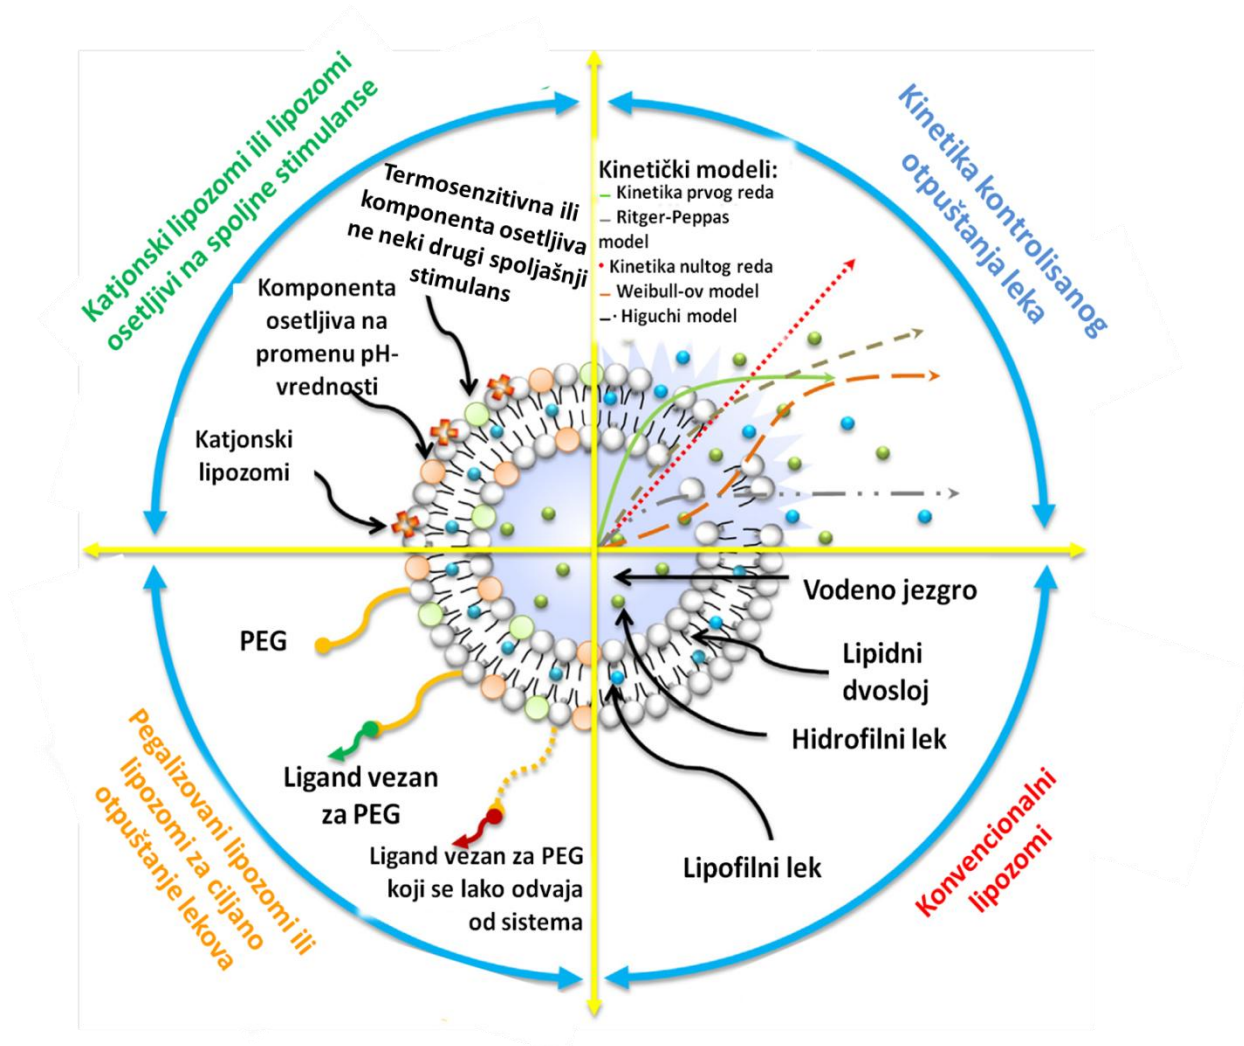 Katjonski lipozomi ili lipozomi
osetljivi na spoljne stimulanse
Termosenzitivna ili
komponenta osetljiva
ne neki drugi spoljašnji
stimulans
Komponenta
osetljiva na
promenu pH-
vrednosti
Katjonski
lipozomi
Kinetički modeli:
Kinetika prvog reda
Ritger-Peppas
model
Kinetika nultog reda
Weibull-ov model
Higuchi model
Kinetika kontrolisanog
otpuštanja leka
PEG
Ligand vezan
za PEG
Ligand vezan za PEG
koji se lako odvaja
od sistema
Pegalizovani lipozomi ili
lipozomi za ciljano
otpuštanje lekova
Vodeno jezgro
Lipidni
dvosloj
Hidrofilni lek
Lipofilni lek
Konvencionalni
lipozomi